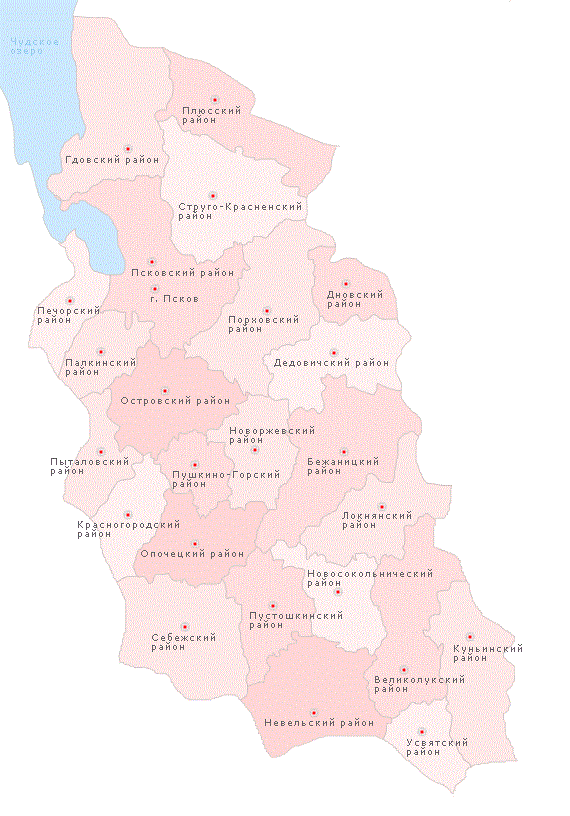 Чудское
озеро
Плюсский
район
Гдовский район
Струго-Красненский
район
Псковский район
г. Псков
Дновский
район
Печорский
район
Порховский
район
Палкинский
район
Дедовичский район
Островский район
Новоржевский
район
Пыталовский
район
Пушкино-Горский
район
Бежаницкий
район
Красногородский
район
Локнянский
район
Опочецкий район
Новосокольнический
район
Пустошкинский
район
Себежский
район
Куньинский
район
Великолукский
район
Невельский район
Усвятский
район